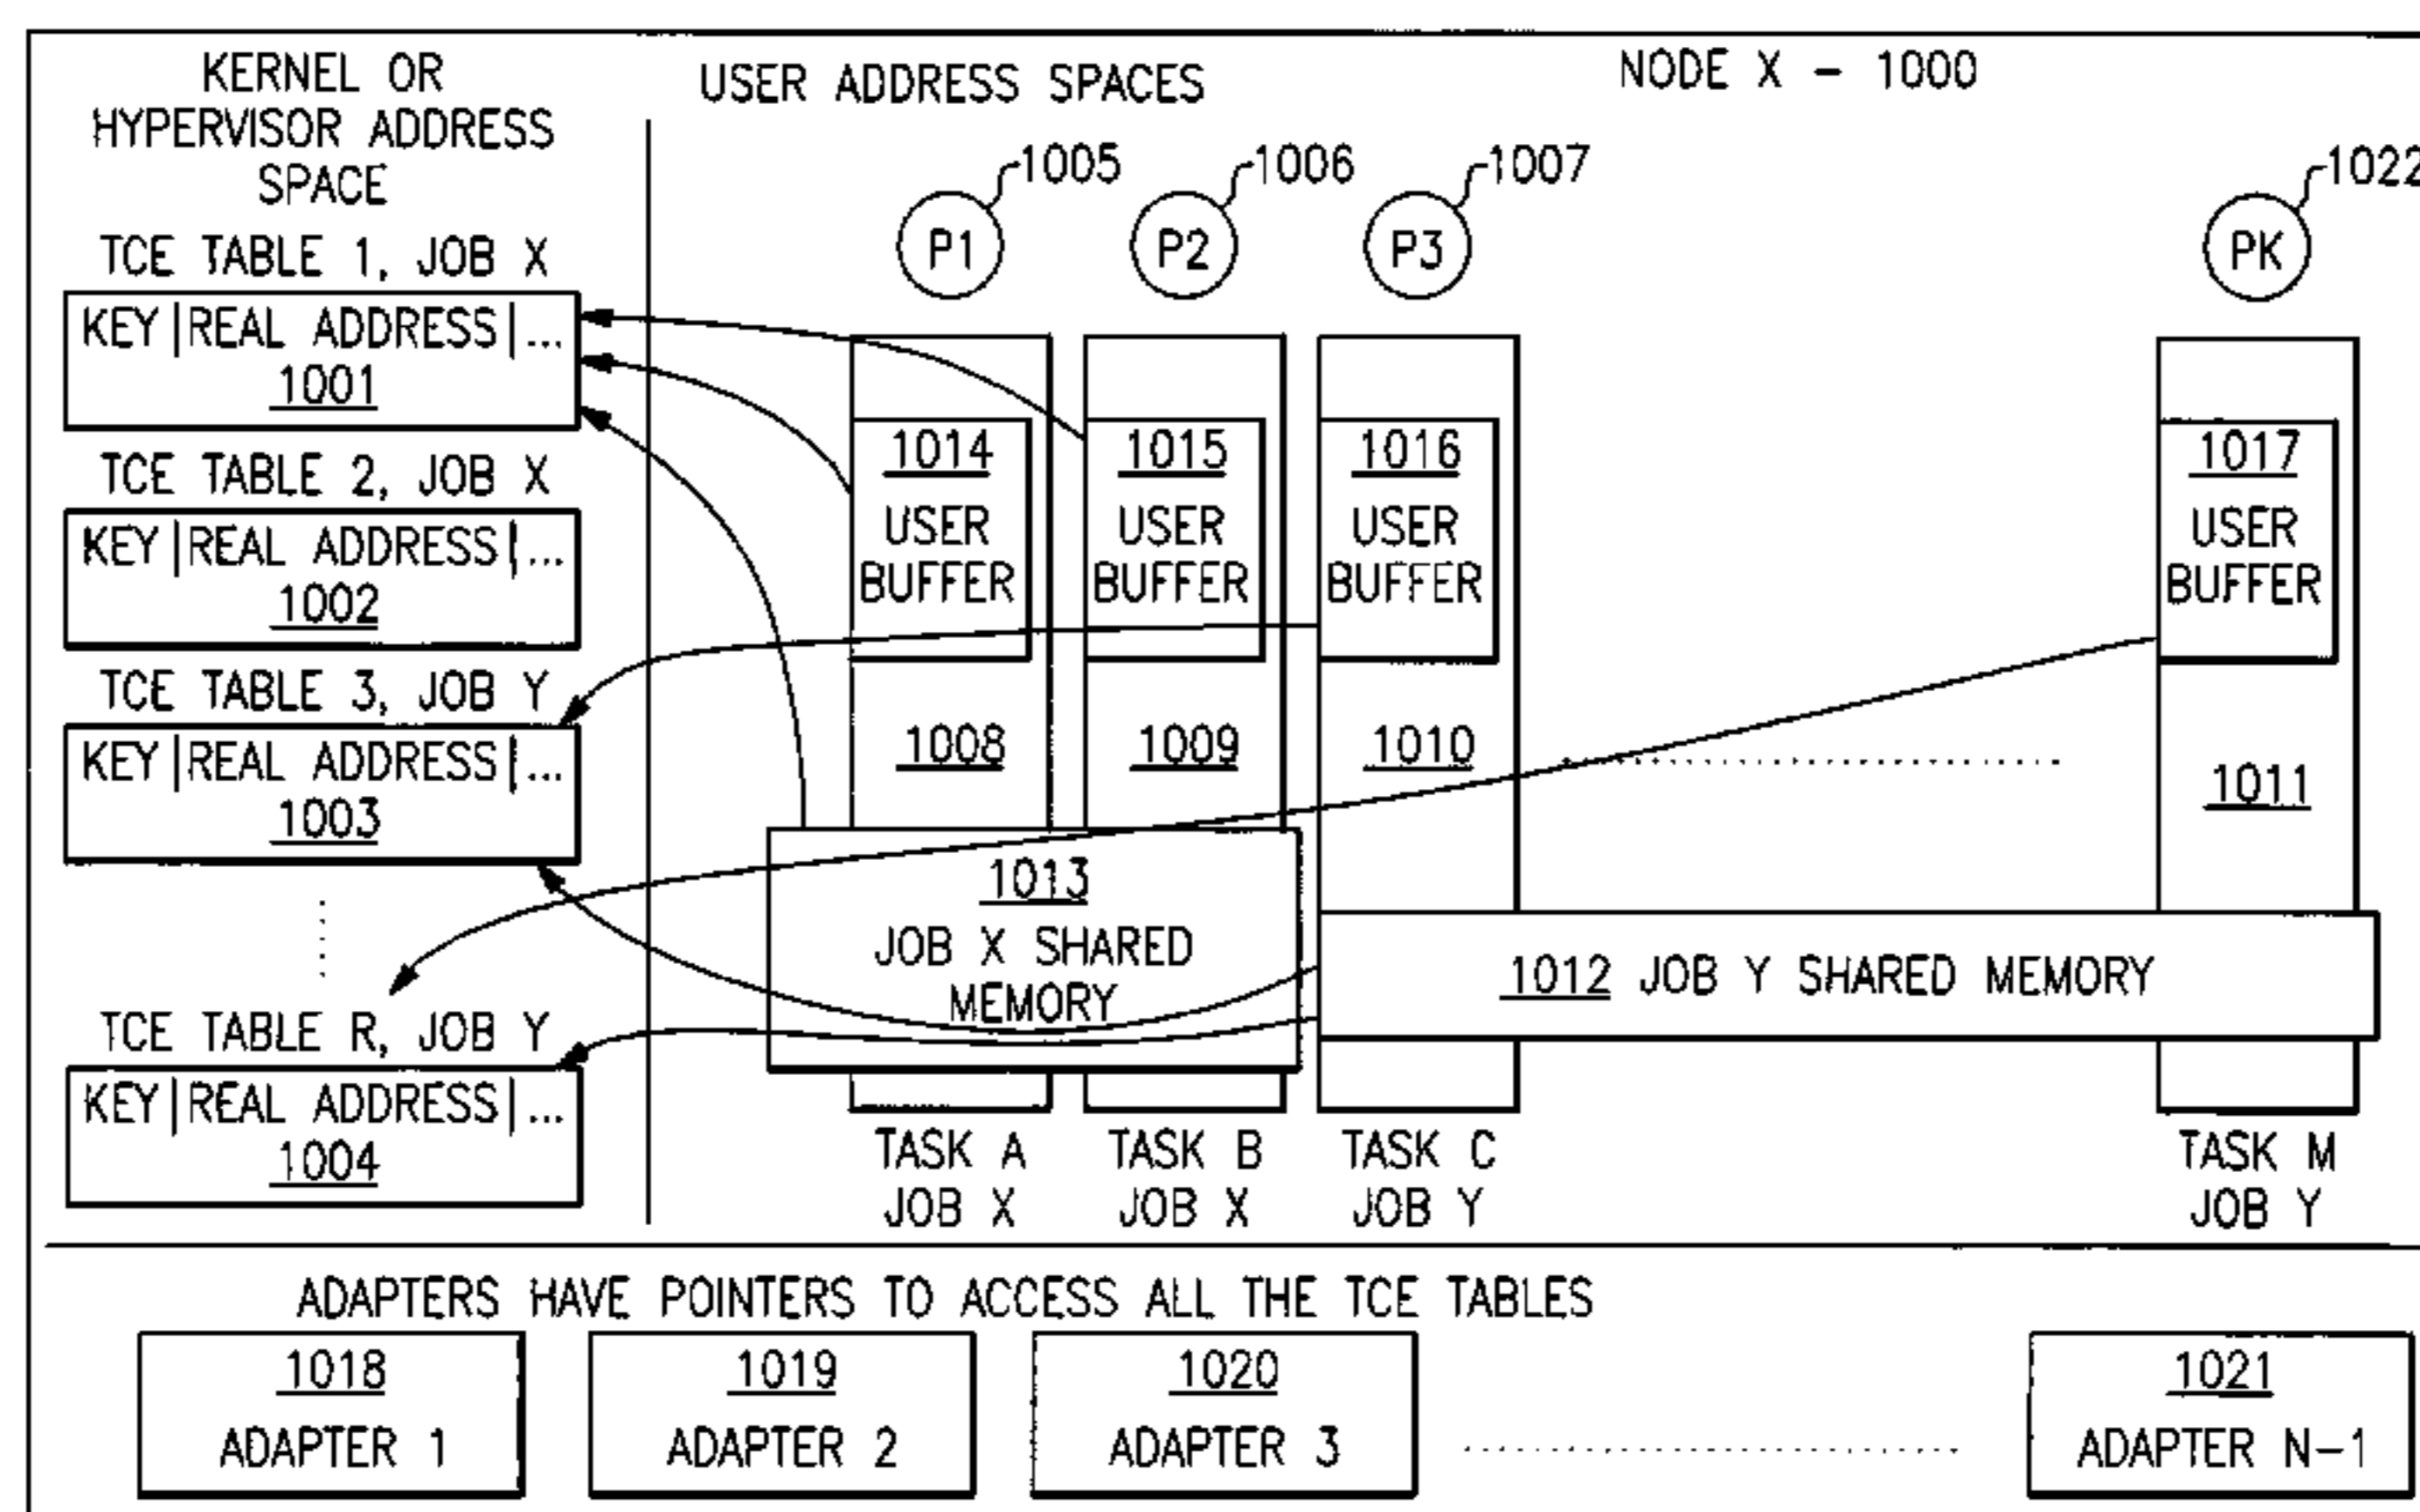 KERNEL OR
HYPERVISOR ADDRESS
SPACE
USER ADDRESS SPACES
NODE X - 1000
1005
1006
1007
1022
P1
P2
P3
PK
TCE TABLE 1, JOB X
KEY|REAL ADDRESS|...
1001
TCE TABLE 2, JOB X
KEY|REAL ADDRESS|...
1002
TCE TABLE 3, JOB Y
KEY|REAL ADDRESS|...
1003
TCE TABLE R, JOB Y
KEY|REAL ADDRESS|...
1004
1014
USER
BUFFER
1015
USER
BUFFER
1016
USER
BUFFER
1017
USER
BUFFER
1008
1009
1010
1011
1013
JOB X SHARED
MEMORY
1012 JOB Y SHARED MEMORY
TASK A
JOB X
TASK B
JOB X
TASK C
JOB Y
TASK M
JOB Y
ADAPTERS HAVE POINTERS TO ACCESS ALL THE TCE TABLES
1018
ADAPTER 1
1019
ADAPTER 2
1020
ADAPTER 3
1021
ADAPTER N-1